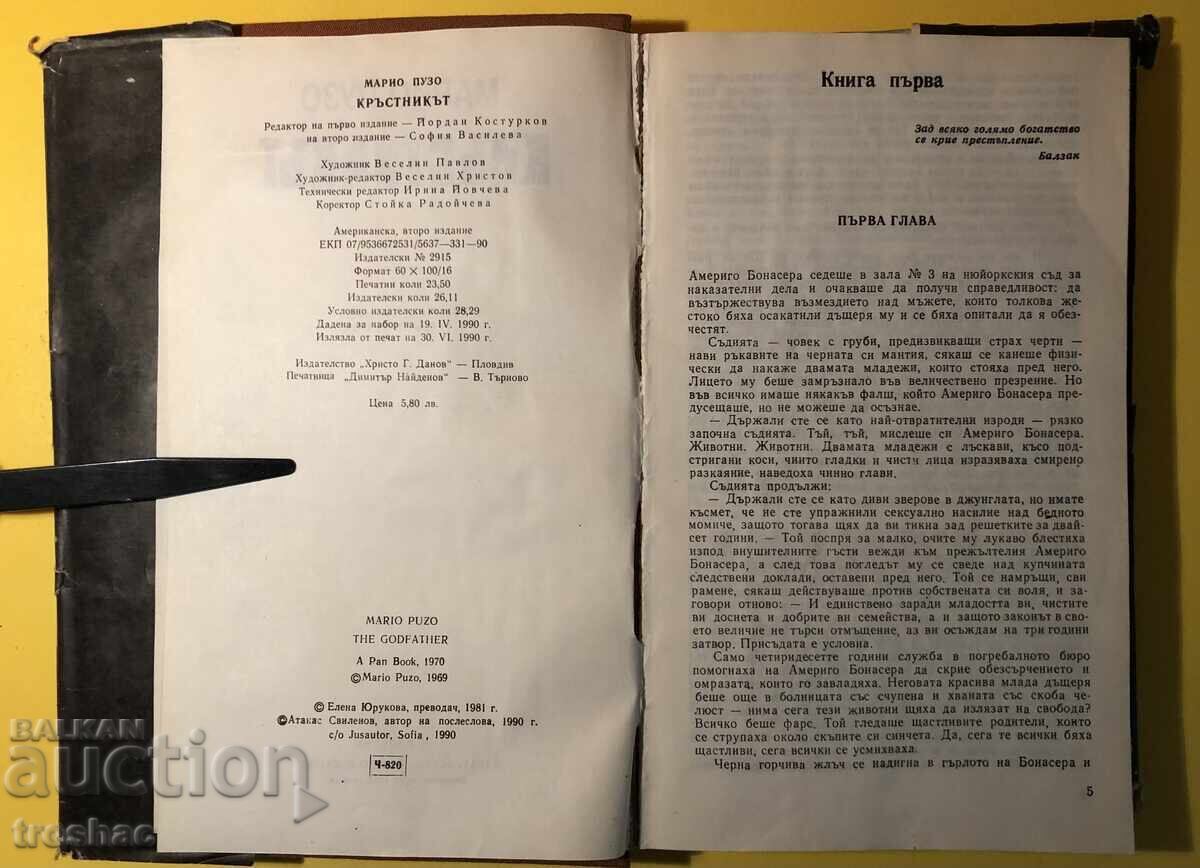 МАРИО ПУЗО
КРЪСТНИКЪТ
Редактор на първо издание — Йордан Костурков
на второ издание — София Василева
Художник Веселин Павлов
Художник-редактор Веселин Христов
Технически редактор Ирина Йовчева
Коректор Стойка Радойчева
Американска, второ издание
ЕКП 07/9536672531/5637—331—90
Издателски № 2915
Формат 60 × 100/16
Печатни коли 23,50
Издателски коли 26,11
Условно издателски коли 28,29
Дадена за набор на 19. IV. 1990 г.
Излязла от печат на 30. VI. 1990 г.
Издателство „Христо Г. Данов“ — Пловдив
Печатница „Димитър Найденов“ — В. Търново
Цена 5,80 лв.
MARIO PUZO
THE GODFATHER
A Pan Book, 1970
©Mario Puzo, 1969
© Елена Юрукова, преводач, 1981 г.
©Атакас Свиленов, автор на послеслова, 1990 г.
c/o Jusautor, Sofia, 1990
Ч-820
Книга първа
Зад всяко голямо богатство
се крие престъпление.
Балзак
ПЪРВА ГЛАВА
Америго Бонасера седеше в зала № 3 на нюйоркския съд за
наказателни дела и очакваше да получи справедливост: да
възтържествува възмездието над мъжете, които толкова же-
стоко бяха осакатили дъщеря му и се бяха опитали да я обез-
честят.
Съдията — човек с груби, предизвикващи страх черти —
нави ръкавите на черната си мантия, сякаш се канеше физи-
чески да накаже двамата младежи, които стояха пред него.
Лицето му беше замръзнало във величествено презрение. Но
във всичко имаше някакъв фалш, който Америго Бонасера пре-
дусещаше, но не можеше да осъзнае.
— Държали сте се като най-отвратителни изроди — рязко
започна съдията. Тъй, тъй, мислеше си Америго Бонасера.
Животни. Животни. Двамата младежи с лъскави, късо под-
стригани коси, чиито гладки и чисти лица изразяваха смирено
разкаяние, наведоха чинно глави.
Съдията продължи:
— Държали сте се като диви зверове в джунглата, но имате
късмет, че не сте упражнили сексуално насилие над бедното
момиче, защото тогава щях да ви тикна зад решетките за двай-
сет години. — Той поспря за малко, очите му лукаво блестяха
изпод внушителните гъсти вежди към прежълтелия Америго
Бонасера, а след това погледът му се сведе над купчината
следствени доклади, оставени пред него. Той се намръщи, сви
рамене, сякаш действуваше против собствената си воля, и за-
говори отново: — И единствено заради младостта ви, чистите
ви досиета и добрите ви семейства, а и защото законът в сво-
ето величие не търси отмъщение, аз ви осъждам на три години
затвор. Присъдата е условна.
Само четиридесетте години служба в погребалното бюро
помогнаха на Америго Бонасера да скрие обезсърчението и
омразата, които го завладяха. Неговата красива млада дъщеря
беше още в болницата със счупена и хваната със скоба че-
люст — нима сега тези животни щяха да излязат на свобода?
Всичко беше фарс. Той гледаше щастливите родители, които
се струпаха около скъпите си синчета. Да, сега те всички бяха
щастливи, сега всички се усмихваха.
Черна горчива жлъч се надигна в гърлото на Бонасера и
5
BALKAN
auction
troshac